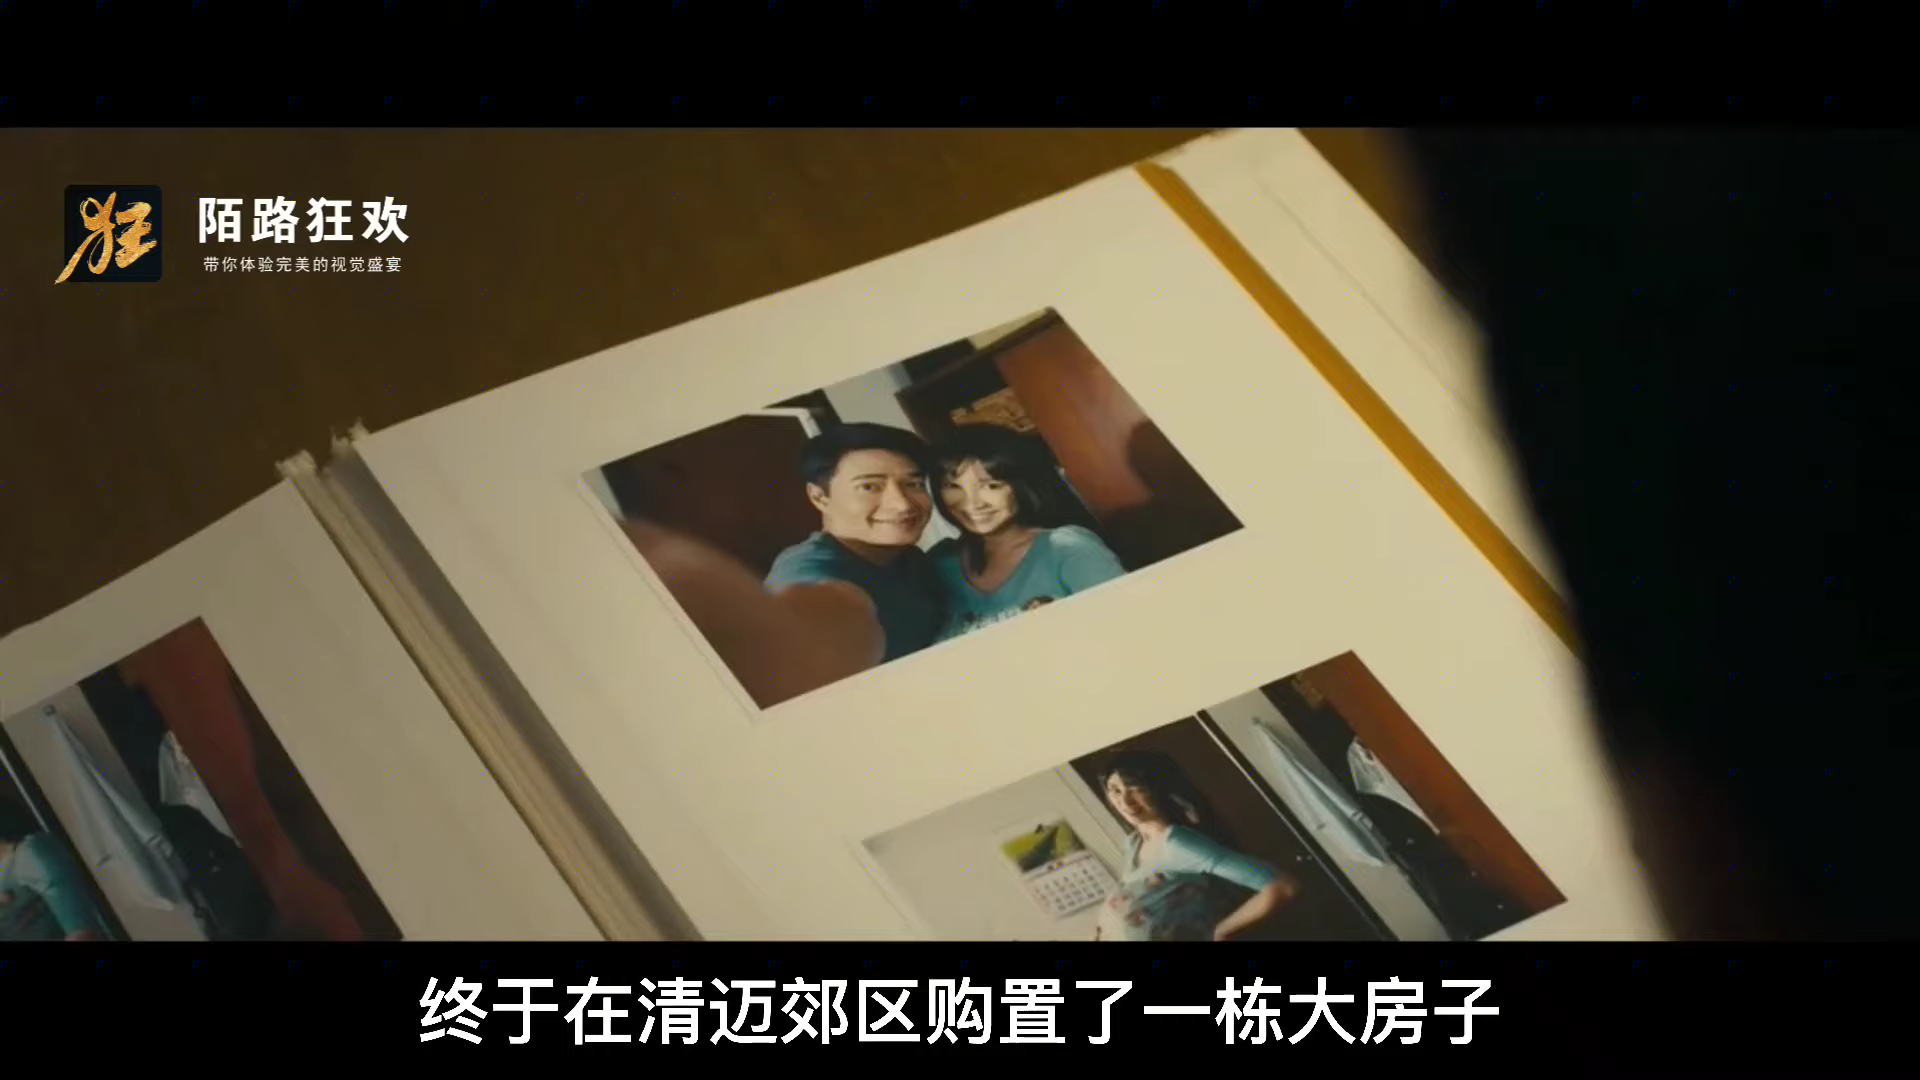 狂
陌路狂欢
带你体验完美的视觉盛宴
终于在清迈郊区购置了一栋大房子